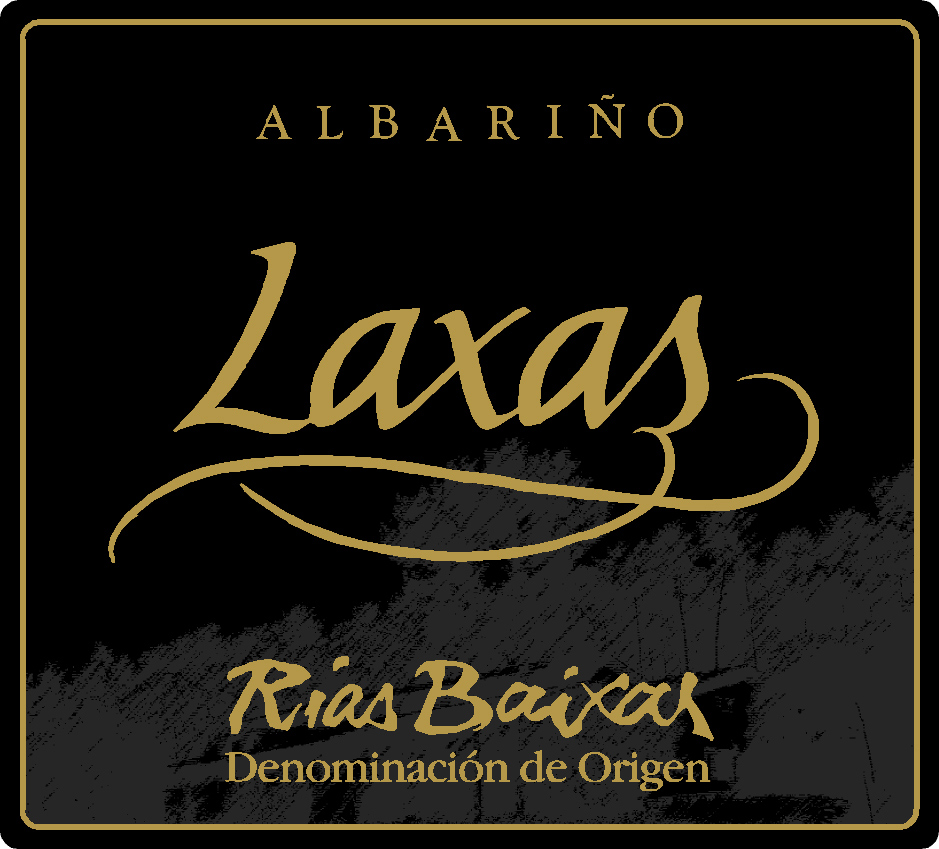 ALBARIÑO
Laxas
Rías Baixas
Denominación de Origen